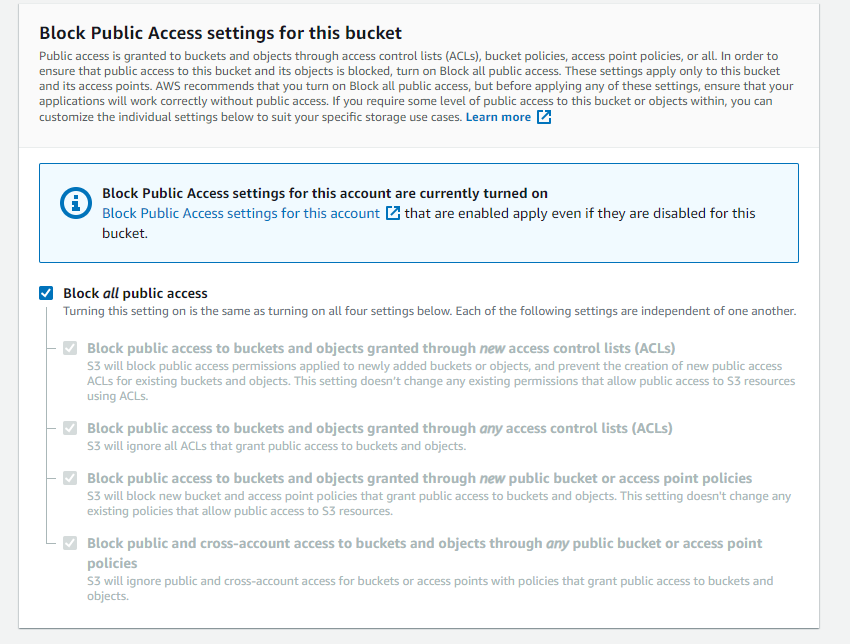 Block Public Access settings for this bucket
Public access is granted to buckets and objects through access control lists (ACLs), bucket policies, access point policies, or all. In order to
ensure that public access to this bucket and its objects is blocked, turn on Block all public access. These settings apply only to this bucket
and its access points. AWS recommends that you turn on Block all public access, but before applying any of these settings, ensure that your
applications will work correctly without public access. If you require some level of public access to this bucket or objects within, you can
customize the individual settings below to suit your specific storage use cases. Learn more
Block Public Access settings for this account are currently turned on
Block Public Access settings for this account that are enabled apply even if they are disabled for this
bucket.
Block all public access
Turning this setting on is the same as turning on all four settings below. Each of the following settings are independent of one another.
Block public access to buckets and objects granted through new access control lists (ACLs)
S3 will block public access permissions applied to newly added buckets or objects, and prevent the creation of new public access
ACLs for existing buckets and objects. This setting doesn't change any existing permissions that allow public access to S3 resources
using ACLs.
Block public access to buckets and objects granted through any access control lists (ACLs)
S3 will ignore all ACLs that grant public access to buckets and objects.
Block public access to buckets and objects granted through new public bucket or access point policies
S3 will block new bucket and access point policies that grant public access to buckets and objects. This setting doesn't change any
existing policies that allow public access to S3 resources.
Block public and cross-account access to buckets and objects through any public bucket or access point
policies
S3 will ignore public and cross-account access for buckets or access points with policies that grant public access to buckets and
objects.